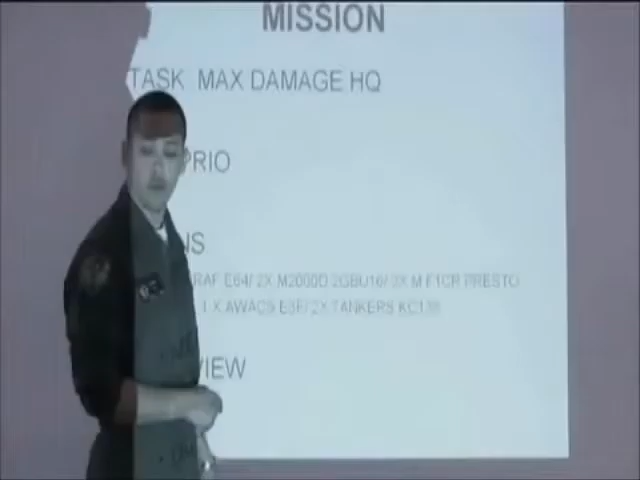 MISSION
TASK MAX DAMAGE HQ
PRIO
NS
RAF E64/ 2X M2000D 2GBU16/ 2X M F1CR PRESTO
1 X AWACS E3F/ 2X TANKERS KC135
VIEW